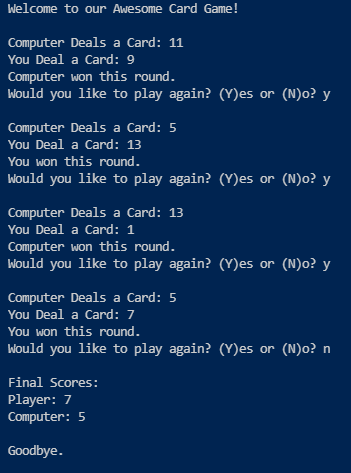 Welcome to our Awesome Card Game!
Computer Deals a Card: 11
You Deal a Card: 9
Computer won this round.
Would you like to play again? (Y)es or (N)o? y
Computer Deals a Card: 5
You Deal a Card: 13
You won this round.
Would you like to play again? (Y)es or (N)o? y
Computer Deals a Card: 13
You Deal a Card: 1
Computer won this round.
Would you like to play again? (Y)es or (N)o? y
Computer Deals a Card: 5
You Deal a Card: 7
You won this round.
Would you like to play again? (Y)es or (N)o? n
Final Scores:
Player: 7
Computer: 5
Goodbye.